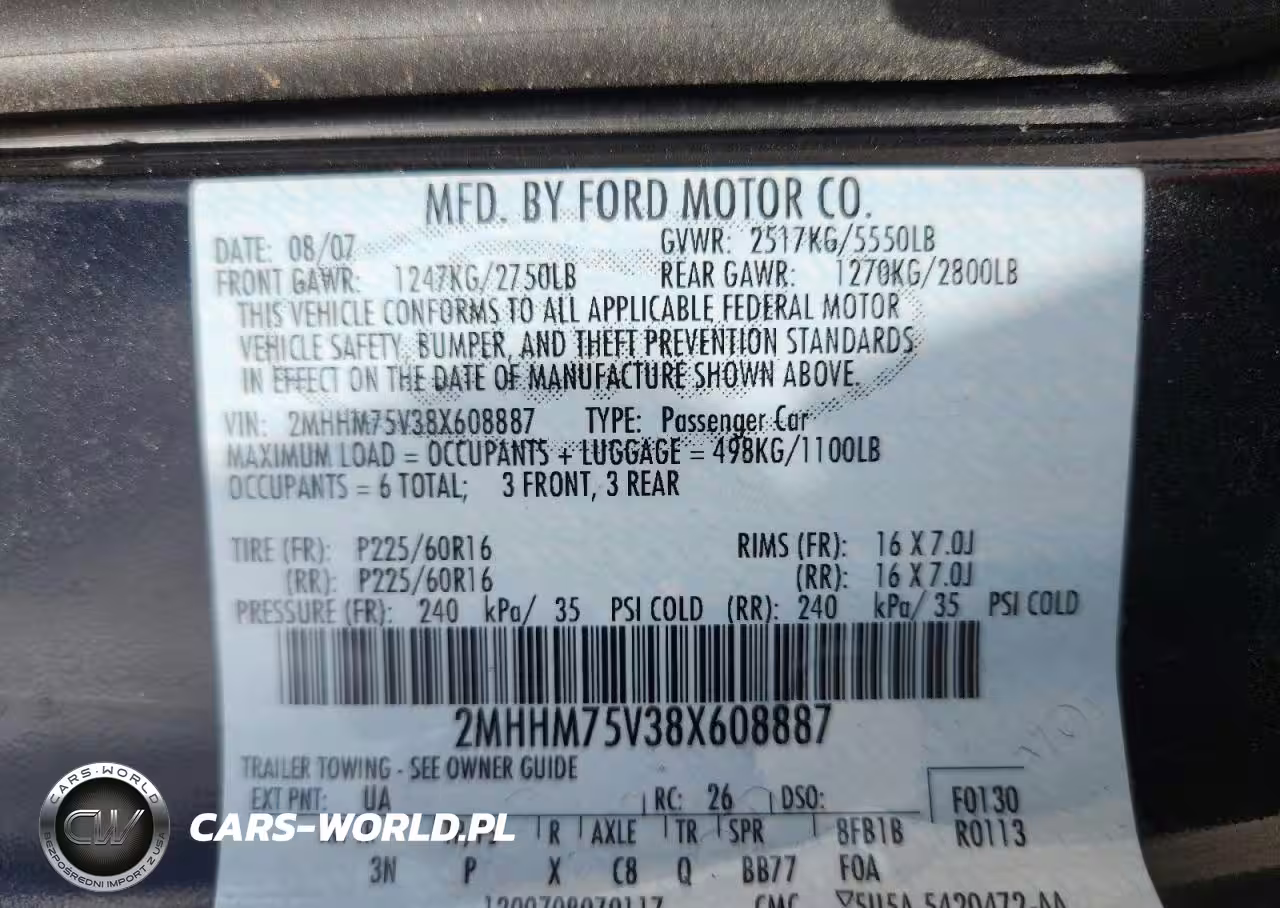 MFD. BY FORD MOTOR CO.
DATE: 08/07 GVWR: 2517KG/5550LB
FRONT GAWR: 1247KG/2750LB REAR GAWR: 1270KG/2800LB
THIS VEHICLE CONFORMS TO ALL APPLICABLE FEDERAL MOTOR
VEHICLE SAFETY, BUMPER, AND THEFT PREVENTION STANDARDS
IN EFFECT ON THE DATE OF MANUFACTURE SHOWN ABOVE.
VIN: 2MHHM75V38X608887 TYPE: Passenger Car
MAXIMUM LOAD = OCCUPANTS + LUGGAGE = 498KG/1100LB
OCCUPANTS = 6 TOTAL; 3 FRONT, 3 REAR
TIRE (FR): P225/60R16 RIMS (FR): 16 X 7.0J
(RR): P225/60R16 (RR): 16 X 7.0J
PRESSURE (FR): 240 kPa/ 35 PSI COLD (RR): 240 kPa/ 35 PSI COLD
2MHHM75V38X608887
TRAILER TOWING - SEE OWNER GUIDE
EXT PNT: UA RC: 26 DSO: F0130
R AXLE TR SPR 8FB1B R0113
3N P X C8 Q BB77 F0A
CARS-WORLD
CW
BEZPOŚREDNI IMPORT Z USA
CARS-WORLD.PL